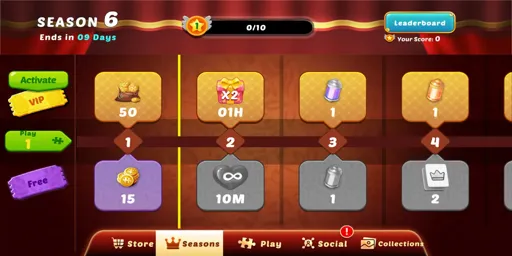 SEASON 6
Ends in 09 Days
1
0/10
Leaderboard
Your Score: 0
Activate
VIP
50
X2
01H
1
1
Play
1
1
2
3
4
Free
15
10M
1
2
!
Store
Seasons
Play
Social
Collections